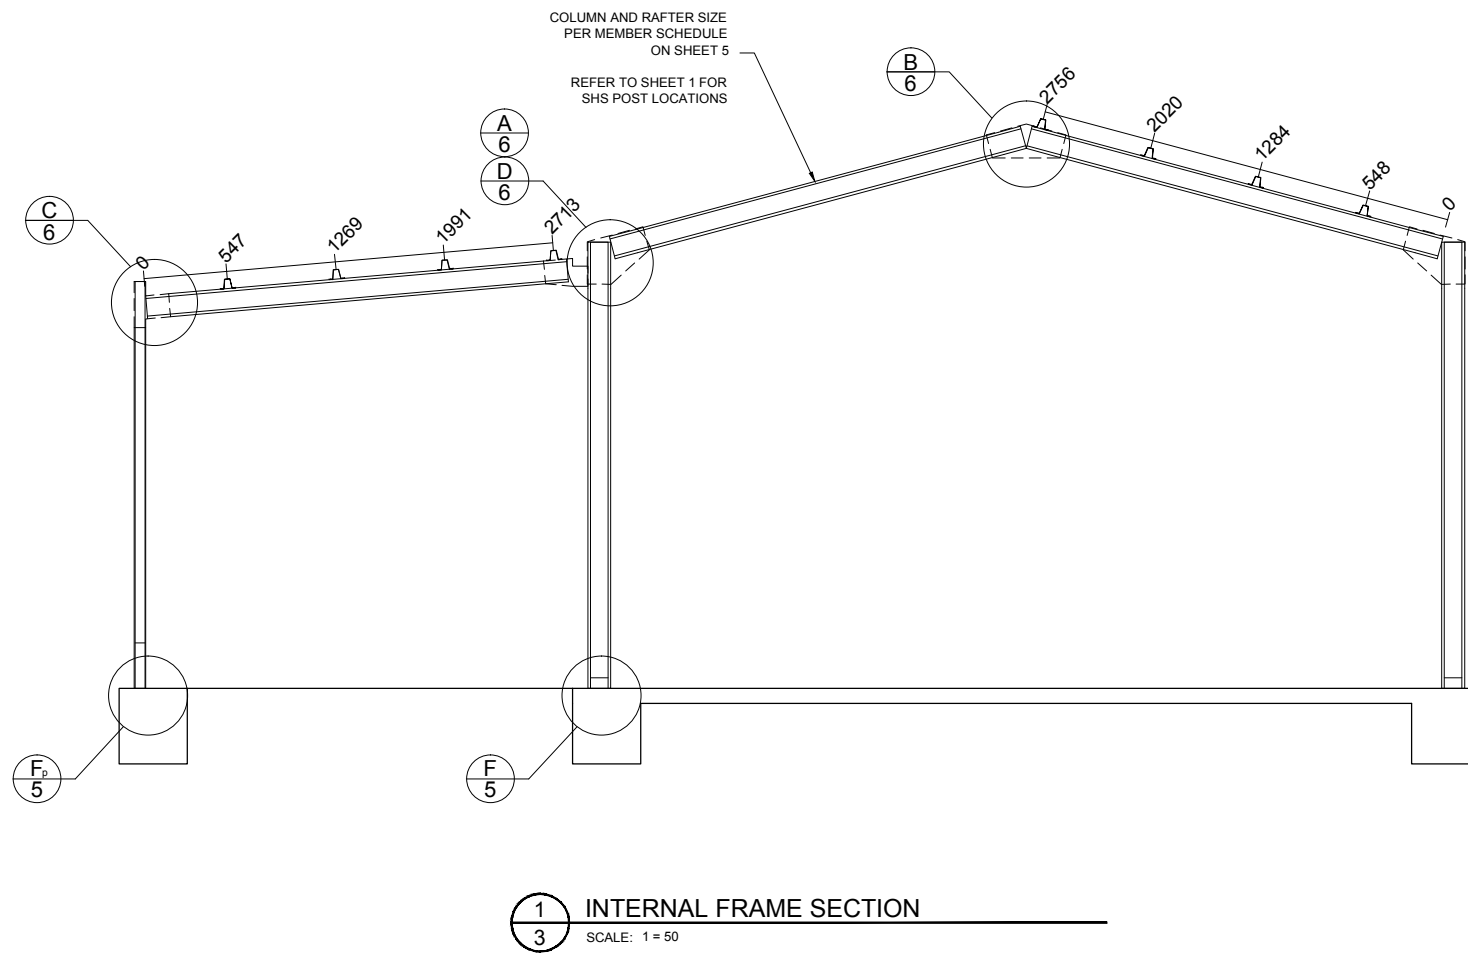 COLUMN AND RAFTER SIZE
PER MEMBER SCHEDULE
ON SHEET 5
REFER TO SHEET 1 FOR
SHS POST LOCATIONS
B
6
2756
2020
1284
548
0
A
6
D
6
C
6
0
547
1269
1991
2713
Fp
5
F
5
1
3
INTERNAL FRAME SECTION
SCALE: 1 = 50